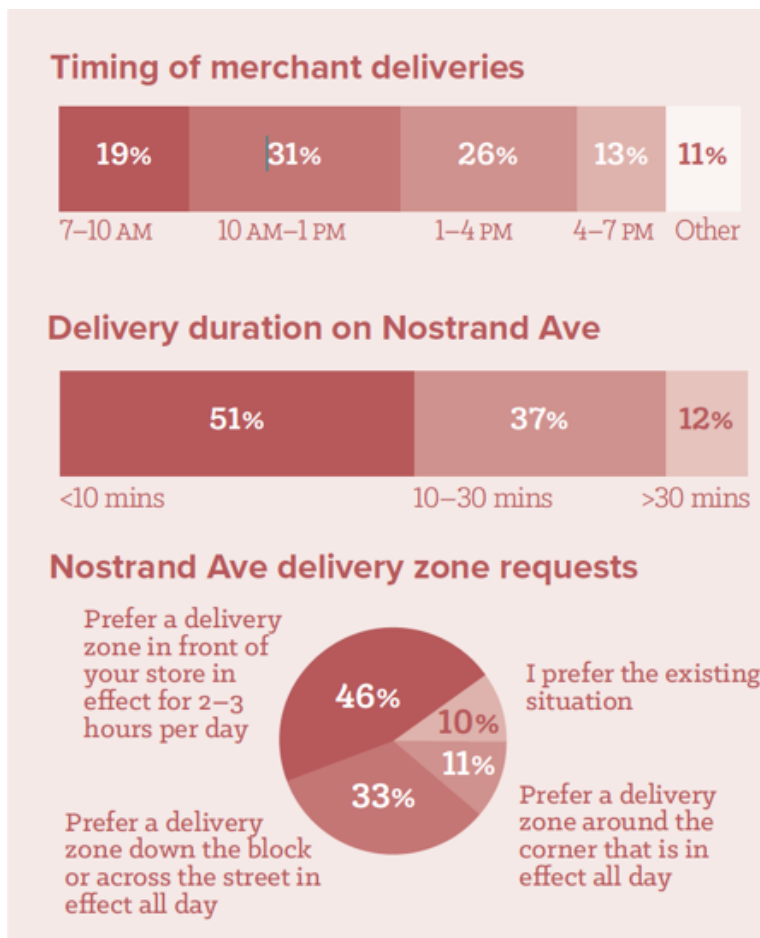 Timing of merchant deliveries
19% 31% 26% 13% 11%
7–10 AM 10 AM–1 PM 1–4 PM 4–7 PM Other
Delivery duration on Nostrand Ave
51% 37% 12%
<10 mins 10–30 mins >30 mins
Nostrand Ave delivery zone requests
Prefer a delivery
zone in front of
your store in
effect for 2–3
hours per day
46%
I prefer the existing
situation
10%
11%
33%
Prefer a delivery
zone around the
corner that is in
effect all day
Prefer a delivery
zone down the block
or across the street in
effect all day